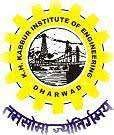 K.H. KABBUR INSTITUTE OF ENGINEERING
DHARWAD
तमसोमा ज्योतिर्गमय